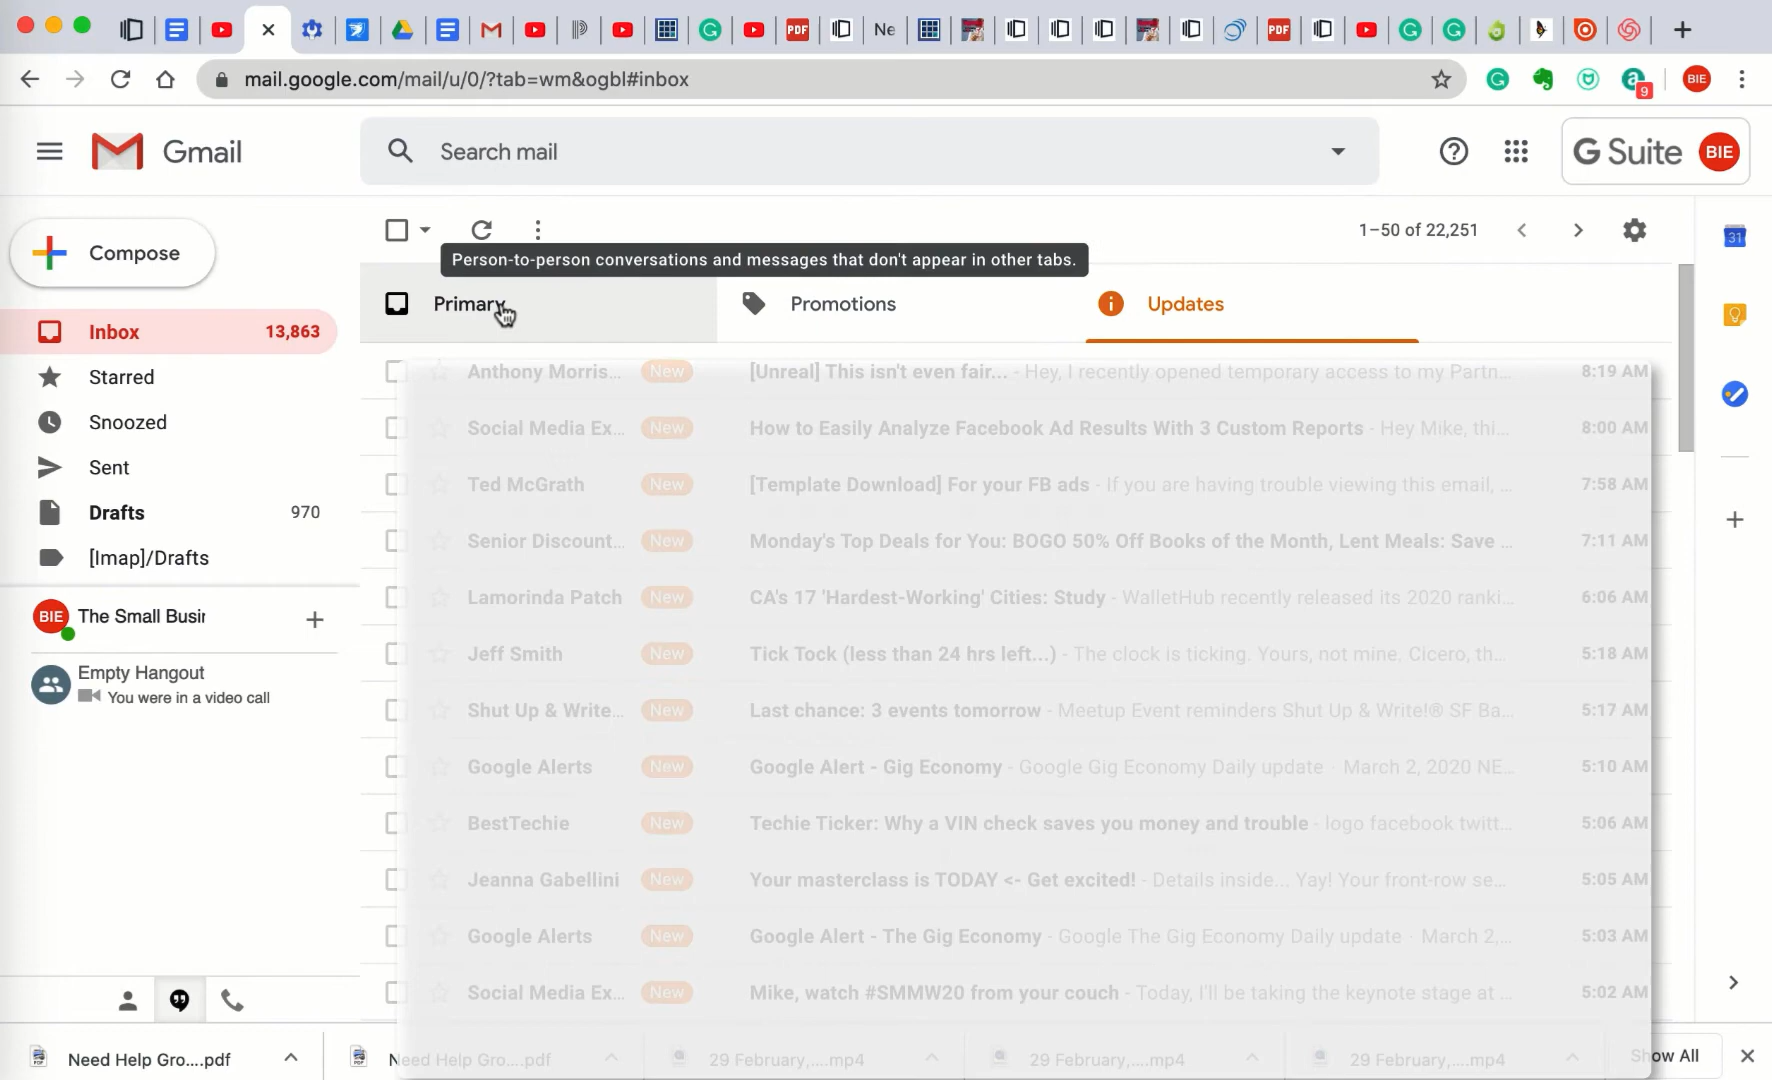 PDF
Ne
PDF
mail.google.com/mail/u/0/?tab=wm&ogbl#inbox
9
BIE
Gmail
Search mail
G Suite
BIE
Compose
1–50 of 22,251
31
Person-to-person conversations and messages that don't appear in other tabs.
Primary
Promotions
Updates
Inbox 13,863
Starred
Snoozed
Sent
Drafts 970
[Imap]/Drafts
BIE The Small Busir
Empty Hangout
You were in a video call
Anthony Morris... New [Unreal] This isn't even fair... - Hey, I recently opened temporary access to my Partn... 8:19 AM
Social Media Ex... New How to Easily Analyze Facebook Ad Results With 3 Custom Reports - Hey Mike, thi... 8:00 AM
Ted McGrath New [Template Download] For your FB ads - If you are having trouble viewing this email, ... 7:58 AM
Senior Discount... New Monday's Top Deals for You: BOGO 50% Off Books of the Month, Lent Meals: Save ... 7:11 AM
Lamorinda Patch New CA's 17 'Hardest-Working' Cities: Study - WalletHub recently released its 2020 ranki... 6:06 AM
Jeff Smith New Tick Tock (less than 24 hrs left...) - The clock is ticking. Yours, not mine. Cicero, th... 5:18 AM
Shut Up & Write... New Last chance: 3 events tomorrow - Meetup Event reminders Shut Up & Write!® SF Ba... 5:17 AM
Google Alerts New Google Alert - Gig Economy - Google Gig Economy Daily update · March 2, 2020 NE... 5:10 AM
BestTechie New Techie Ticker: Why a VIN check saves you money and trouble - logo facebook twitt... 5:06 AM
Jeanna Gabellini New Your masterclass is TODAY <- Get excited! - Details inside... Yay! Your front-row se... 5:05 AM
Google Alerts New Google Alert - The Gig Economy - Google The Gig Economy Daily update · March 2,... 5:03 AM
Social Media Ex... New Mike, watch #SMMW20 from your couch - Today, I'll be taking the keynote stage at ... 5:02 AM
Need Help Gro....pdf
Need Help Gro....pdf
29 February,....mp4
29 February,....mp4
29 February,....mp4
Show All